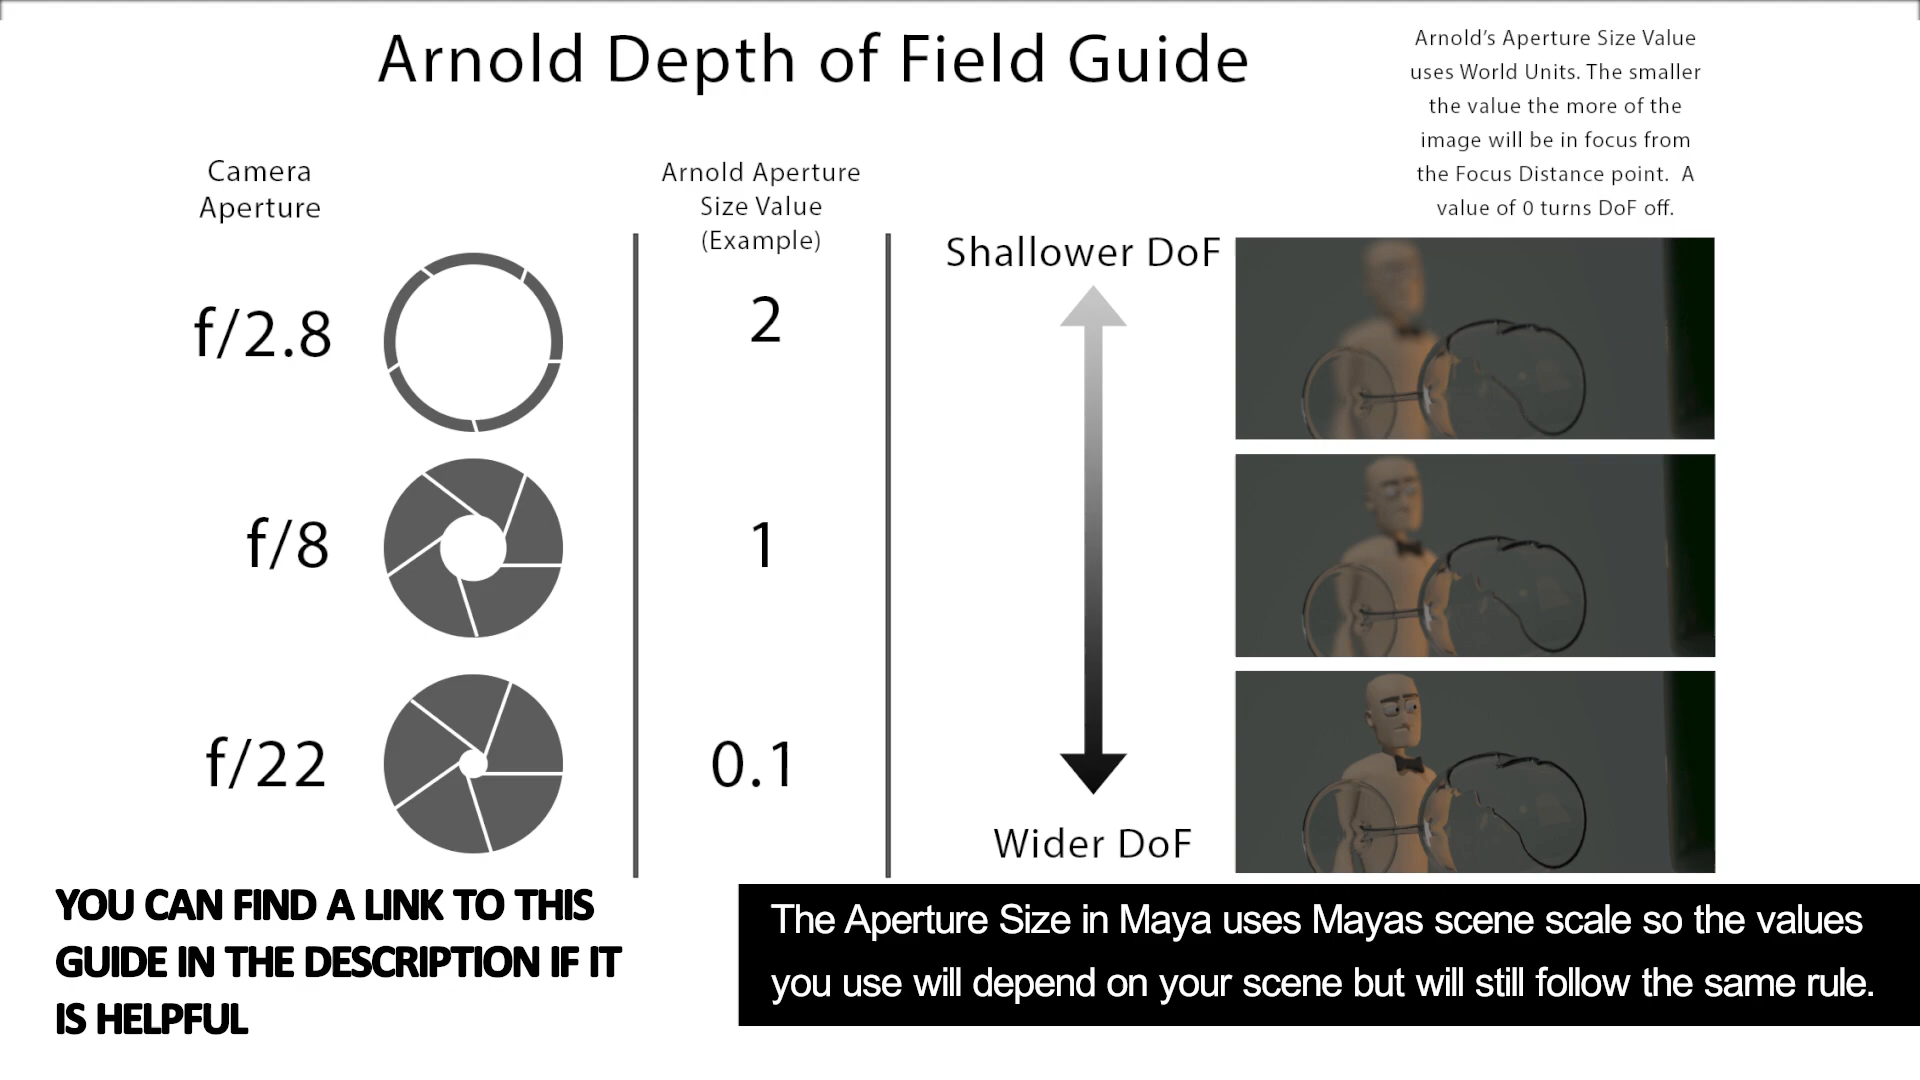 Arnold Depth of Field Guide
Arnold's Aperture Size Value
uses World Units. The smaller
the value the more of the
image will be in focus from
the Focus Distance point. A
value of 0 turns DoF off.
Camera
Aperture
Arnold Aperture
Size Value
(Example)
Shallower DoF
f/2.8
2
f/8
1
f/22
0.1
Wider DoF
YOU CAN FIND A LINK TO THIS
GUIDE IN THE DESCRIPTION IF IT
IS HELPFUL
The Aperture Size in Maya uses Mayas scene scale so the values
you use will depend on your scene but will still follow the same rule.